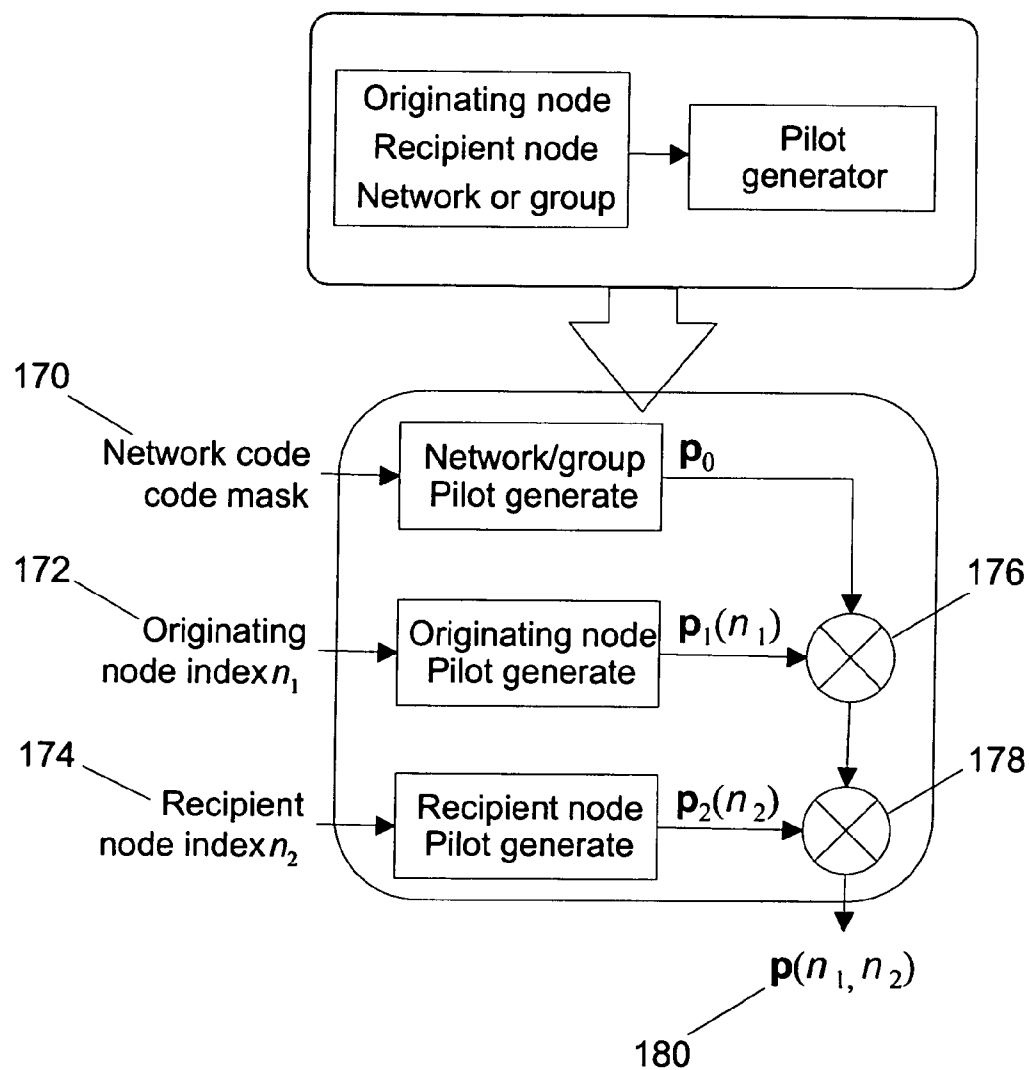 Originating node
Recipient node
Network or group
Pilot
generator
170
Network code
code mask
Network/group
Pilot generate
p₀
172
Originating
node index n₁
Originating node
Pilot generate
p₁(n₁)
176
174
Recipient
node index n₂
Recipient node
Pilot generate
p₂(n₂)
178
p(n₁, n₂)
180